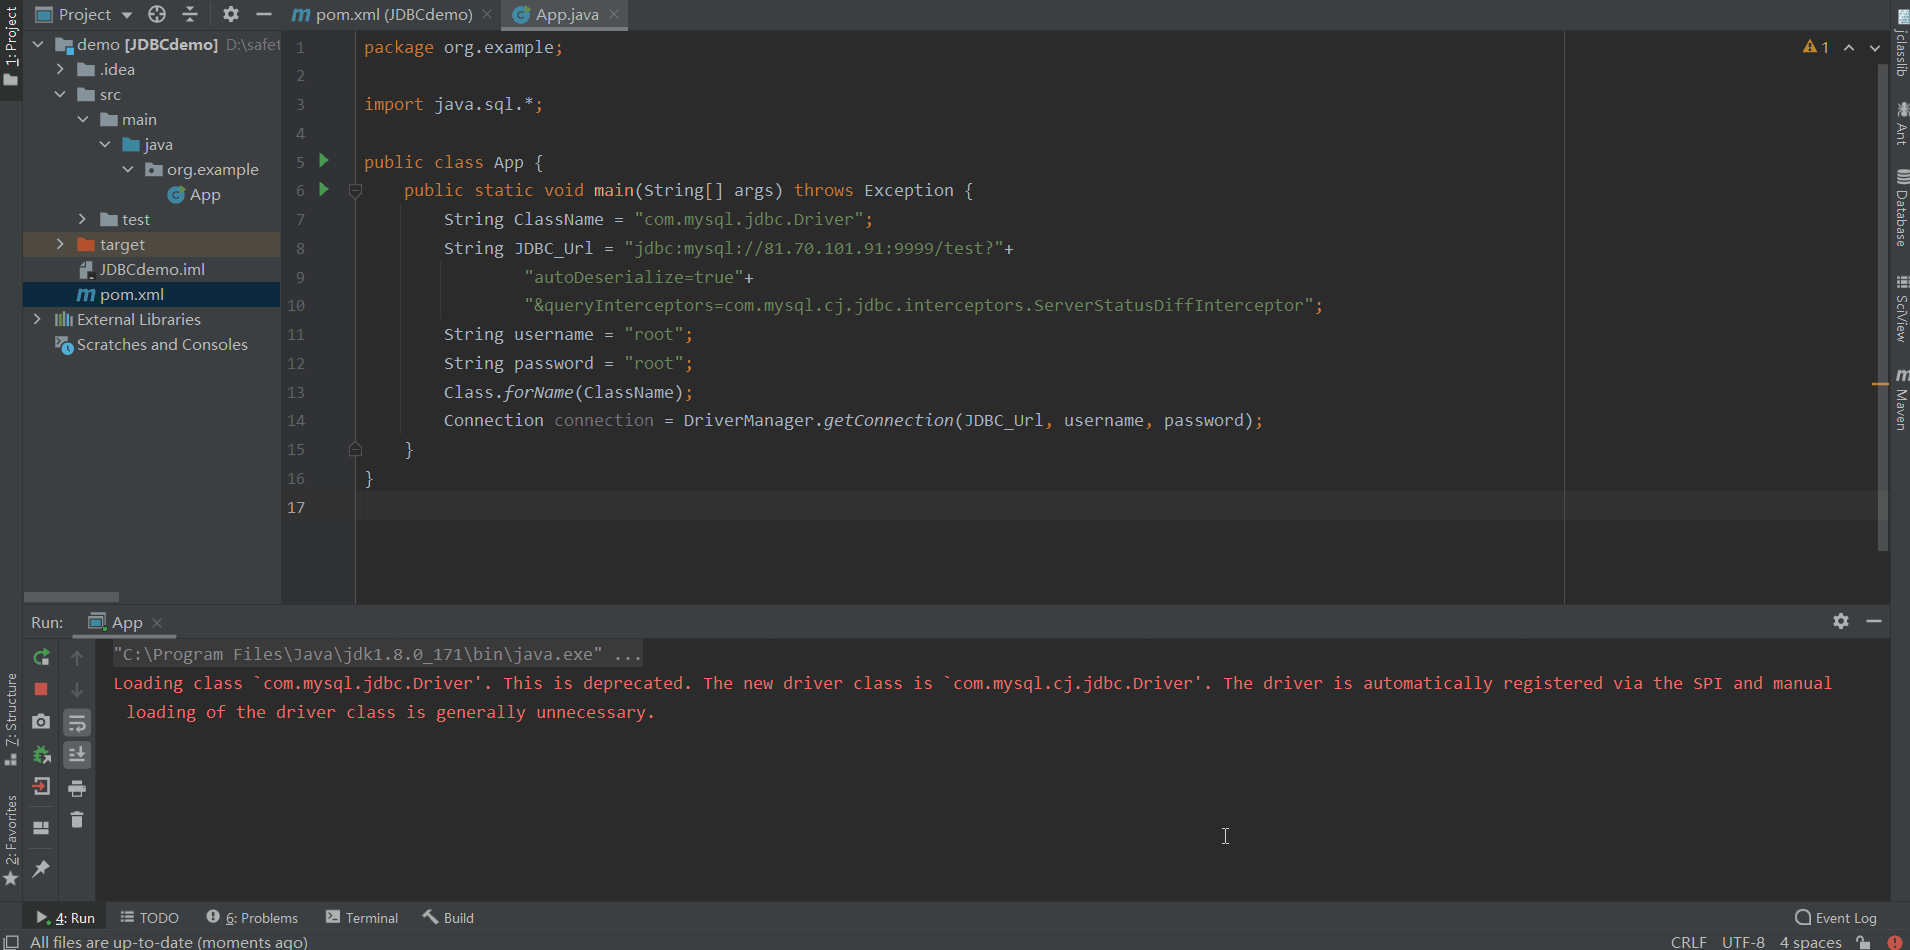 Project
pom.xml (JDBCdemo)
App.java
1: Project
demo [JDBCdemo] D:\safet
.idea
src
main
java
org.example
App
test
target
JDBCdemo.iml
pom.xml
External Libraries
Scratches and Consoles
1 package org.example;
2
3 import java.sql.*;
4
5 public class App {
6 public static void main(String[] args) throws Exception {
7 String ClassName = "com.mysql.jdbc.Driver";
8 String JDBC_Url = "jdbc:mysql://81.70.101.91:9999/test?"+
9 "autoDeserialize=true"+
10 "&queryInterceptors=com.mysql.cj.jdbc.interceptors.ServerStatusDiffInterceptor";
11 String username = "root";
12 String password = "root";
13 Class.forName(ClassName);
14 Connection connection = DriverManager.getConnection(JDBC_Url, username, password);
15 }
16 }
17
1
jclasslib
Ant
Database
SciView
Maven
Run: App
"C:\Program Files\Java\jdk1.8.0_171\bin\java.exe" ...
Loading class `com.mysql.jdbc.Driver'. This is deprecated. The new driver class is `com.mysql.cj.jdbc.Driver'. The driver is automatically registered via the SPI and manual
loading of the driver class is generally unnecessary.
7: Structure
2: Favorites
4: Run
TODO
6: Problems
Terminal
Build
Event Log
All files are up-to-date (moments ago)
CRLF UTF-8 4 spaces